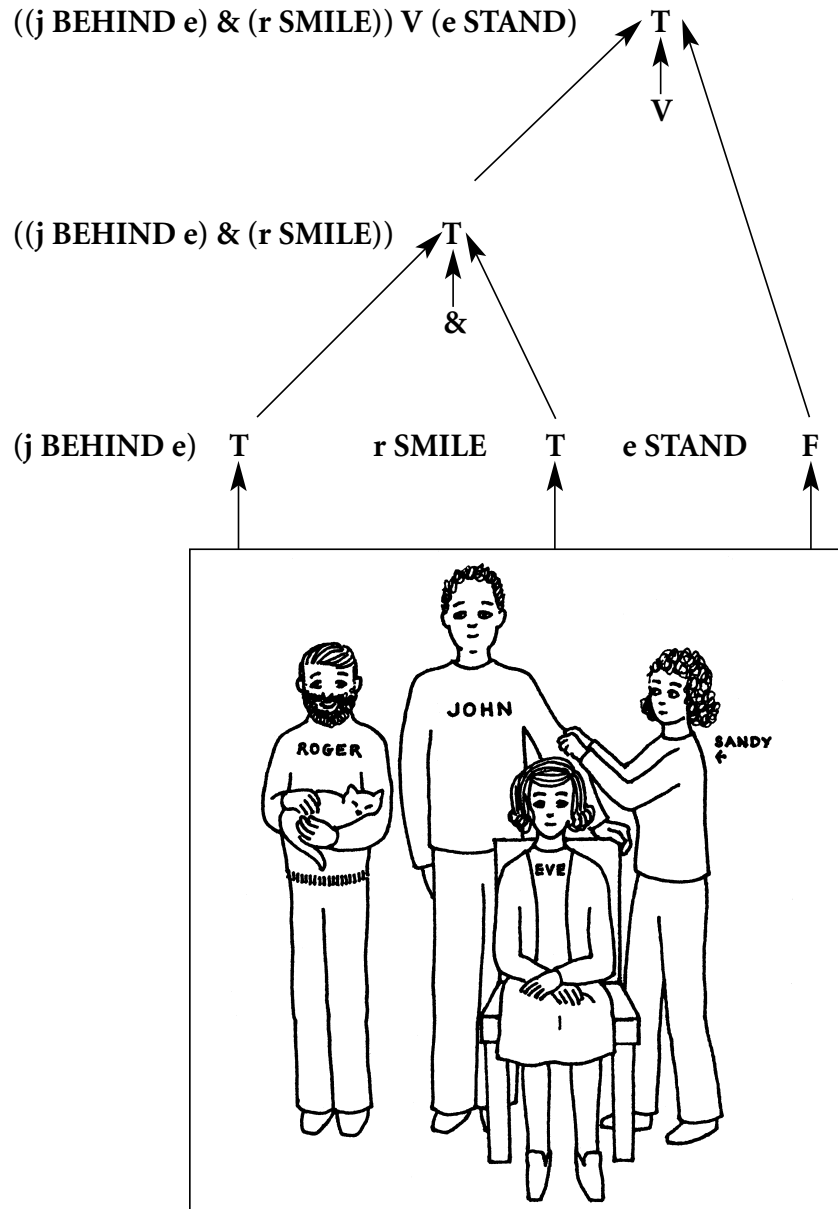 ((j BEHIND e) & (r SMILE)) V (e STAND) T
V
((j BEHIND e) & (r SMILE)) T
&
(j BEHIND e) T r SMILE T e STAND F
JOHN
ROGER
SANDY
EVE